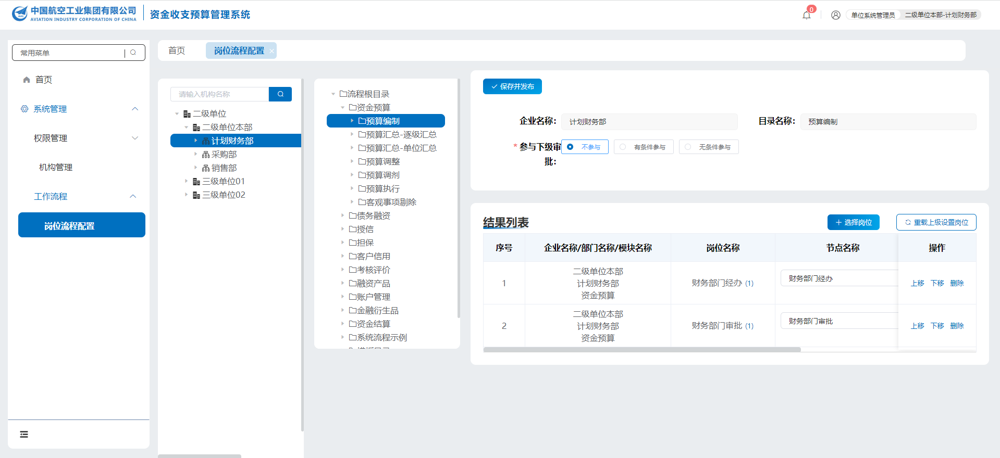 中国航空工业集团有限公司
AVIATION INDUSTRY CORPORATION OF CHINA
资金收支预算管理系统
0
单位系统管理员
二级单位本部-计划财务部
常用菜单
首页
系统管理
权限管理
机构管理
工作流程
岗位流程配置
首页
岗位流程配置
请输入机构名称
二级单位
二级单位本部
计划财务部
采购部
销售部
三级单位01
三级单位02
流程根目录
资金预算
预算编制
预算汇总-逐级汇总
预算汇总-单位汇总
预算调整
预算调剂
预算执行
客观事项剔除
债务融资
授信
担保
客户信用
考核评价
融资产品
账户管理
金融衍生品
资金结算
系统流程示例
保存并发布
企业名称：
计划财务部
目录名称：
预算编制
* 参与下级审
批：
不参与
有条件参与
无条件参与
结果列表
选择岗位
重载上级设置岗位
序号
企业名称/部门名称/模块名称
岗位名称
节点名称
操作
1
二级单位本部
计划财务部
资金预算
财务部门经办 (1)
财务部门经办
上移 下移 删除
2
二级单位本部
计划财务部
资金预算
财务部门审批 (1)
财务部门审批
上移 下移 删除